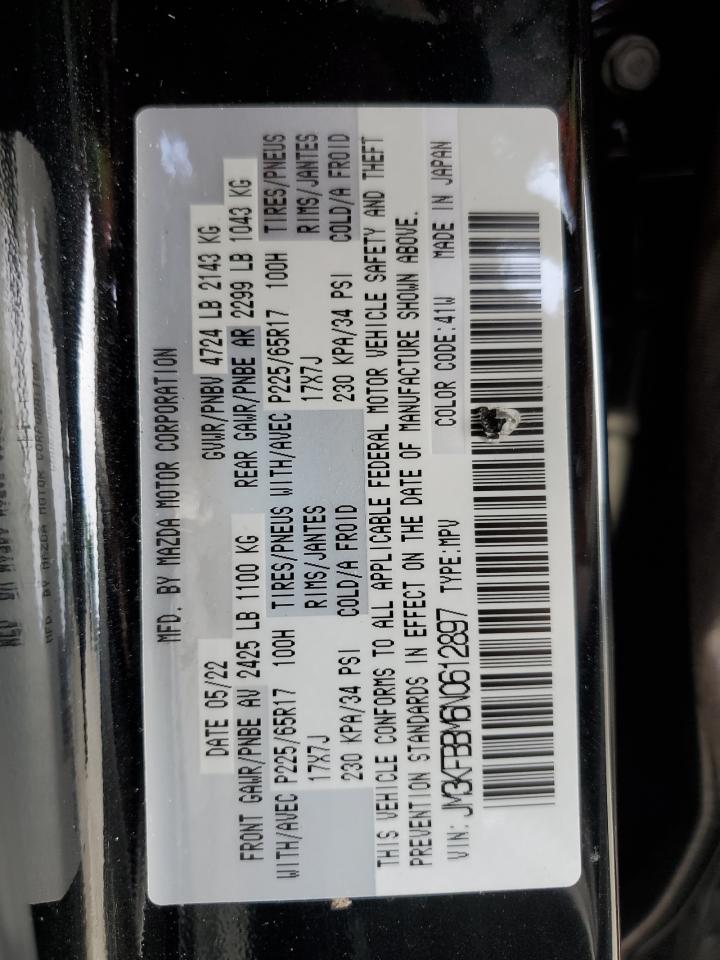 MFD. BY MAZDA MOTOR CORPORATION
DATE 05/22 GVWR/PNBV 4724 LB 2143 KG
FRONT GAWR/PNBE AV 2425 LB 1100 KG REAR GAWR/PNBE AR 2299 LB 1043 KG
WITH/AVEC P225/65R17 100H TIRES/PNEUS WITH/AVEC P225/65R17 100H TIRES/PNEUS
17X7J RIMS/JANTES 17X7J RIMS/JANTES
230 KPA/34 PSI COLD/A FROID 230 KPA/34 PSI COLD/A FROID
THIS VEHICLE CONFORMS TO ALL APPLICABLE FEDERAL MOTOR VEHICLE SAFETY AND THEFT
PREVENTION STANDARDS IN EFFECT ON THE DATE OF MANUFACTURE SHOWN ABOVE.
VIN: JM3KFBBM6N0612897 TYPE:MPV COLOR CODE:41W MADE IN JAPAN